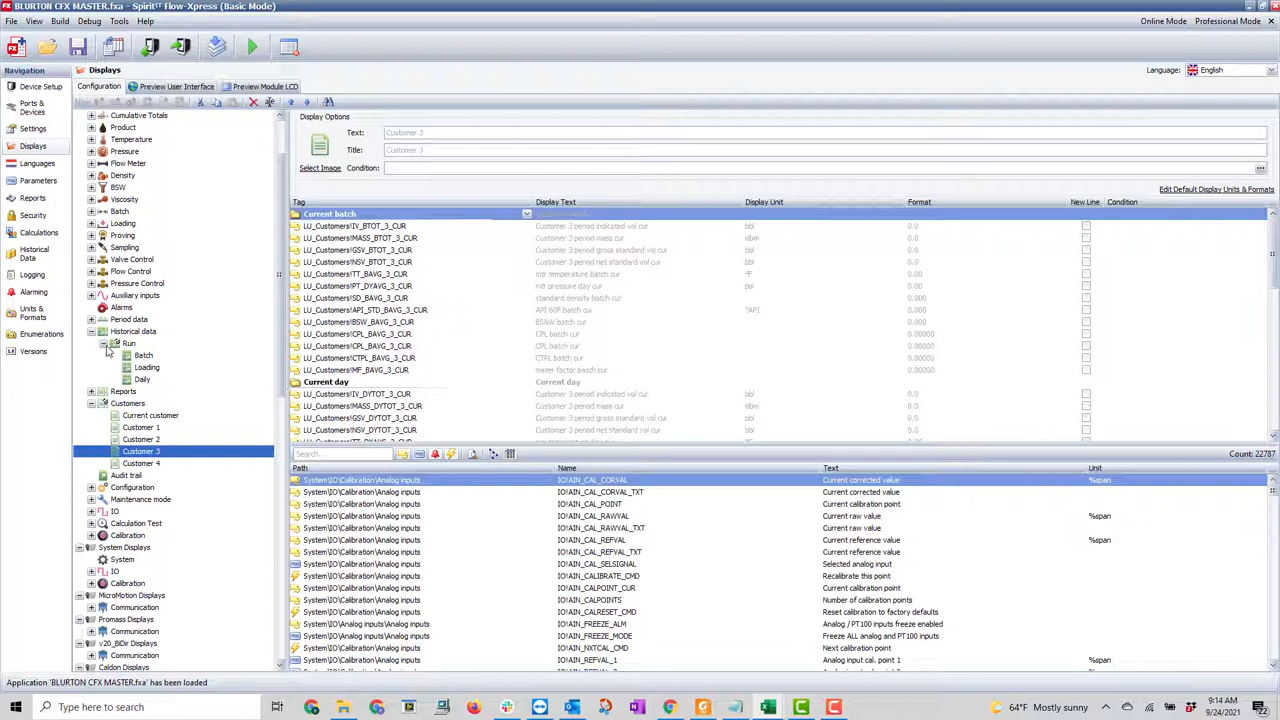 BLURTON CFX MASTER.fxa - Spirit IT Flow-Xpress (Basic Mode)
File View Build Debug Tools Help
Online Mode Professional Mode
Navigation
Device Setup
Ports & Devices
Settings
Displays
Languages
Parameters
Reports
Security
Calculations
Historical Data
Logging
Alarming
Units & Formats
Enumerations
Versions
Displays
Language: English
Configuration Preview User Interface Preview Module LCD
Cumulative Totals
Product
Temperature
Pressure
Flow Meter
Density
BSW
Viscosity
Batch
Loading
Proving
Sampling
Valve Control
Flow Control
Pressure Control
Auxiliary inputs
Alarms
Period data
Historical data
Run
Batch
Loading
Daily
Reports
Customers
Current customer
Customer 1
Customer 2
Customer 3
Customer 4
Audit trail
Configuration
Maintenance mode
IO
Calculation Test
Calibration
System Displays
System
IO
Calibration
MicroMotion Displays
Communication
Promass Displays
Communication
v20_BiDir Displays
Communication
Caldon Displays
Display Options
Text: Customer 3
Title: Customer 3
Select Image Condition:
Edit Default Display Units & Formats
Tag Display Text Display Unit Format New Line Condition
Current batch
LU_Customers!IV_BTOT_3_CUR Customer 3 period indicated vol cur bbl 0.0
LU_Customers!MASS_BTOT_3_CUR Customer 3 period mass cur klbm 0.0
LU_Customers!GSV_BTOT_3_CUR Customer 3 period gross standard vol cur bbl 0.0
LU_Customers!NSV_BTOT_3_CUR Customer 3 period net standard vol cur bbl 0.0
LU_Customers!TT_BAVG_3_CUR mtr temperature batch cur °F 0.00
LU_Customers!PT_DYAVG_3_CUR mtr pressure day cur psi 0.00
LU_Customers!SD_BAVG_3_CUR standard density batch cur 0.000
LU_Customers!API_STD_BAVG_3_CUR API 60F batch cur °API 0.00
LU_Customers!BSW_BAVG_3_CUR BS&W batch cur 0.000
LU_Customers!CPL_BAVG_3_CUR CPL batch cur 0.00000
LU_Customers!CPL_BAVG_3_CUR CPL batch cur 0.00000
LU_Customers!CTPL_BAVG_3_CUR CTPL batch cur 0.00000
LU_Customers!MF_BAVG_3_CUR meter factor batch cur 0.0000
Current day Current day
LU_Customers!IV_DYTOT_3_CUR Customer 3 period indicated vol cur bbl 0.0
LU_Customers!MASS_DYTOT_3_CUR Customer 3 period mass cur klbm 0.0
LU_Customers!GSV_DYTOT_3_CUR Customer 3 period gross standard vol cur bbl 0.0
LU_Customers!NSV_DYTOT_3_CUR Customer 3 period net standard vol cur bbl 0.0
Search... Count: 22787
Path Name Text Unit
System\IO\Calibration\Analog inputs IO!AIN_CAL_CORVAL Current corrected value %span
System\IO\Calibration\Analog inputs IO!AIN_CAL_CORVAL_TXT Current corrected value
System\IO\Calibration\Analog inputs IO!AIN_CAL_POINT Current calibration point
System\IO\Calibration\Analog inputs IO!AIN_CAL_RAWVAL Current raw value %span
System\IO\Calibration\Analog inputs IO!AIN_CAL_RAWVAL_TXT Current raw value
System\IO\Calibration\Analog inputs IO!AIN_CAL_REFVAL Current reference value %span
System\IO\Calibration\Analog inputs IO!AIN_CAL_REFVAL_TXT Current reference value
System\IO\Calibration\Analog inputs IO!AIN_CAL_SELSIGNAL Selected analog input
System\IO\Calibration\Analog inputs IO!AIN_CALIBRATE_CMD Recalibrate this point
System\IO\Calibration\Analog inputs IO!AIN_CALPOINT_CUR Current calibration point
System\IO\Calibration\Analog inputs IO!AIN_CALPOINTS Number of calibration points
System\IO\Calibration\Analog inputs IO!AIN_CALRESET_CMD Reset calibration to factory defaults
System\IO\Analog inputs\Analog inputs IO!AIN_FREEZE_ALM Analog / PT100 inputs freeze enabled
System\IO\Calibration\Analog inputs IO!AIN_FREEZE_MODE Freeze ALL analog and PT100 inputs
System\IO\Calibration\Analog inputs IO!AIN_NXTCAL_CMD Next calibration point
System\IO\Calibration\Analog inputs IO!AIN_REFVAL_1 Analog input cal. point 1 %span
Application 'BLURTON CFX MASTER.fxa' has been loaded
Type here to search
64°F Mostly sunny
9:14 AM
9/24/2021
22